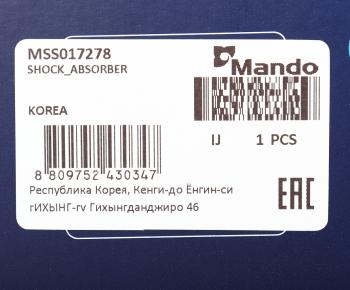 MSS017278
SHOCK_ABSORBER
Mando
KOREA
IJ 1 PCS
8 809752 430347
Республика Корея, Кенги-до Ёнгин-си
гИХЫНГ-гv Гихынгданджиро 46
EAC